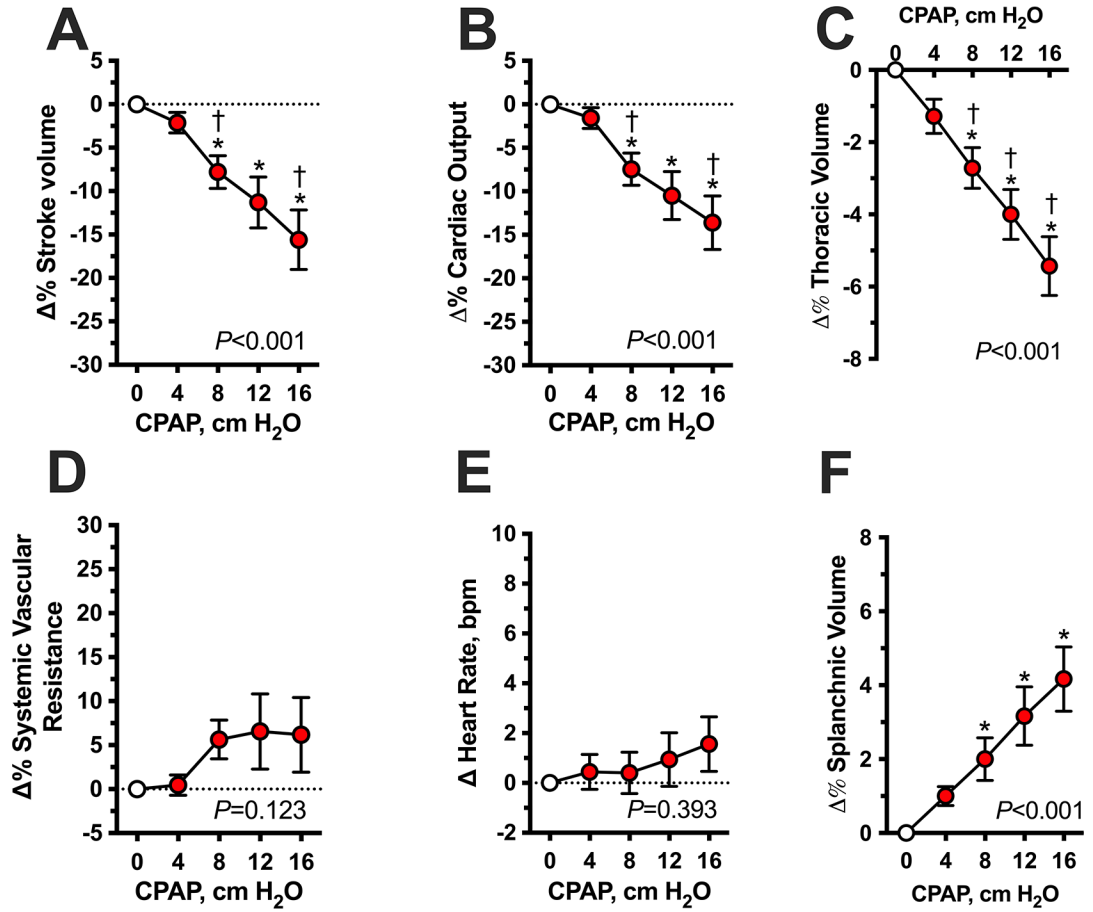 A
5
0
-5
-10
-15
-20
-25
-30
Δ% Stroke volume
†
*
*
†
*
P<0.001
0 4 8 12 16
CPAP, cm H₂O
B
5
0
-5
-10
-15
-20
-25
-30
Δ% Cardiac Output
†
*
*
†
*
P<0.001
0 4 8 12 16
CPAP, cm H₂O
C
CPAP, cm H₂O
0 4 8 12 16
0
-2
-4
-6
-8
Δ% Thoracic Volume
†
*
†
*
†
*
P<0.001
D
30
25
20
15
10
5
0
-5
Δ% Systemic Vascular
Resistance
P=0.123
0 4 8 12 16
CPAP, cm H₂O
E
10
8
6
4
2
0
-2
Δ Heart Rate, bpm
P=0.393
0 4 8 12 16
CPAP, cm H₂O
F
8
6
4
2
0
Δ% Splanchnic Volume
*
*
*
P<0.001
0 4 8 12 16
CPAP, cm H₂O